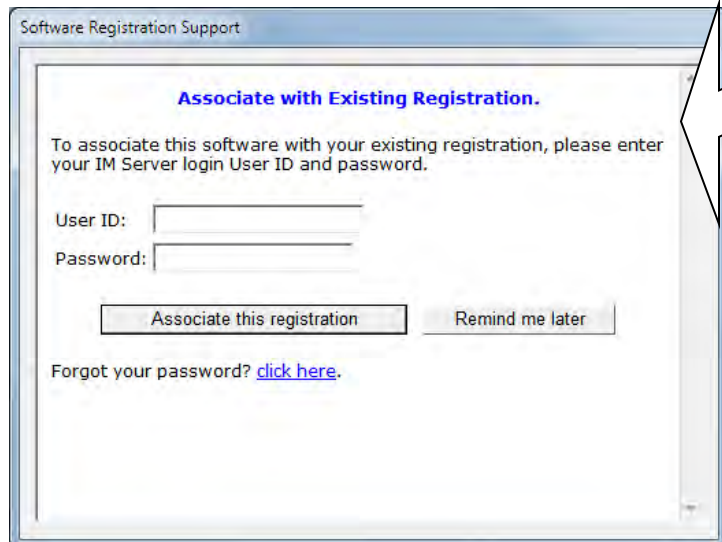 Software Registration Support
Associate with Existing Registration.
To associate this software with your existing registration, please enter
your IM Server login User ID and password.
User ID:
Password:
Associate this registration Remind me later
Forgot your password? click here.